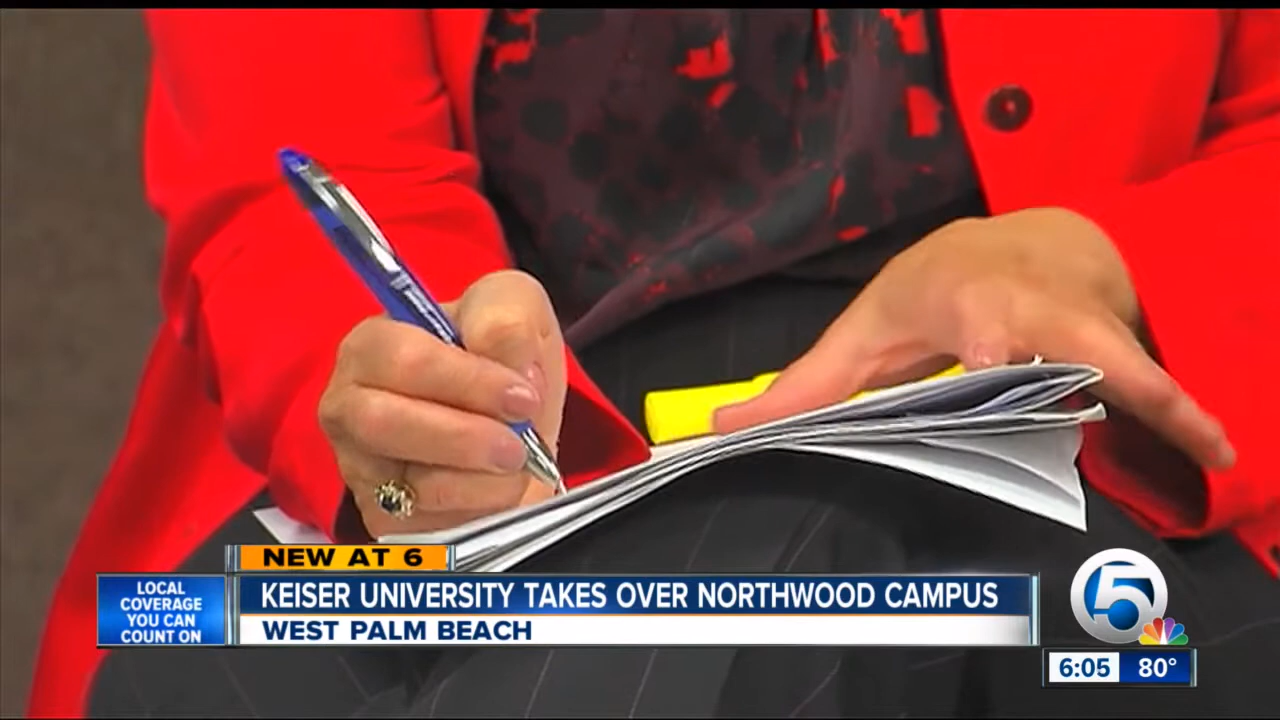 NEW AT 6
LOCAL
COVERAGE
YOU CAN
COUNT ON
KEISER UNIVERSITY TAKES OVER NORTHWOOD CAMPUS
WEST PALM BEACH
5
6:05 80°